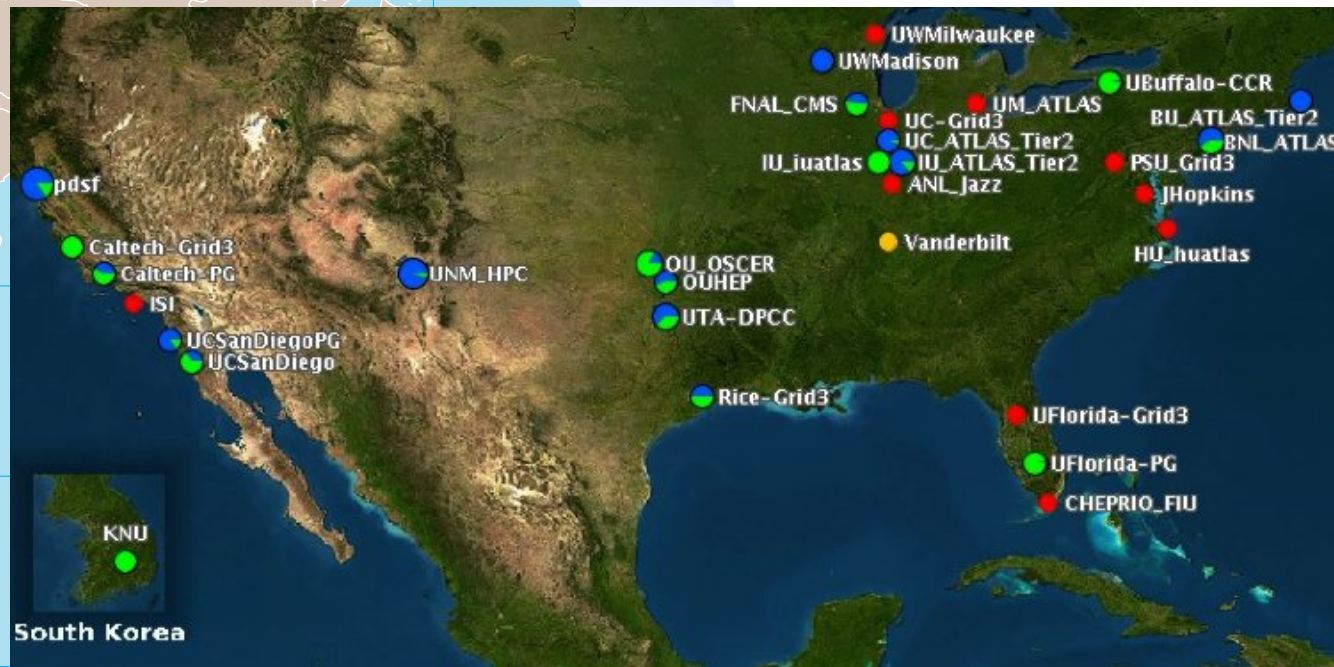 UWMilwaukee
UWMadison
UBuffalo-CCR
FNAL_CMS
UM_ATLAS
BU_ATLAS_Tier2
UC-Grid3
UC_ATLAS_Tier2
BNL_ATLAS
IU_iuatlas
IU_ATLAS_Tier2
PSU_Grid3
ANL_Jazz
pdsf
JHopkins
Caltech-Grid3
Vanderbilt
HU_huatlas
OU_OSCER
Caltech-PG
UNM_HPC
OUHEP
ISI
UTA-DPCC
UCSanDiegoPG
UCSanDiego
Rice-Grid3
UFlorida-Grid3
UFlorida-PG
CHEPRIO_FIU
KNU
South Korea